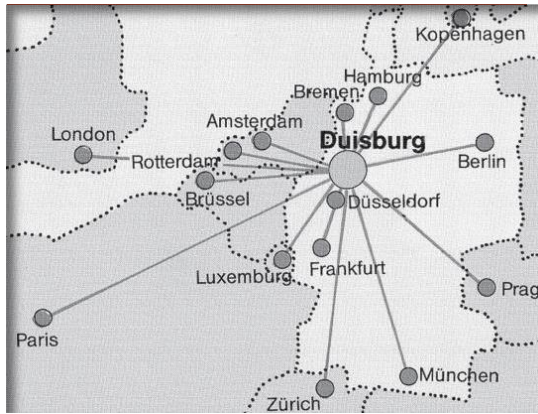 Kopenhagen
Hamburg
Bremen
Amsterdam
London
Duisburg
Rotterdam
Berlin
Brüssel
Düsseldorf
Luxemburg
Frankfurt
Prag
Paris
München
Zürich